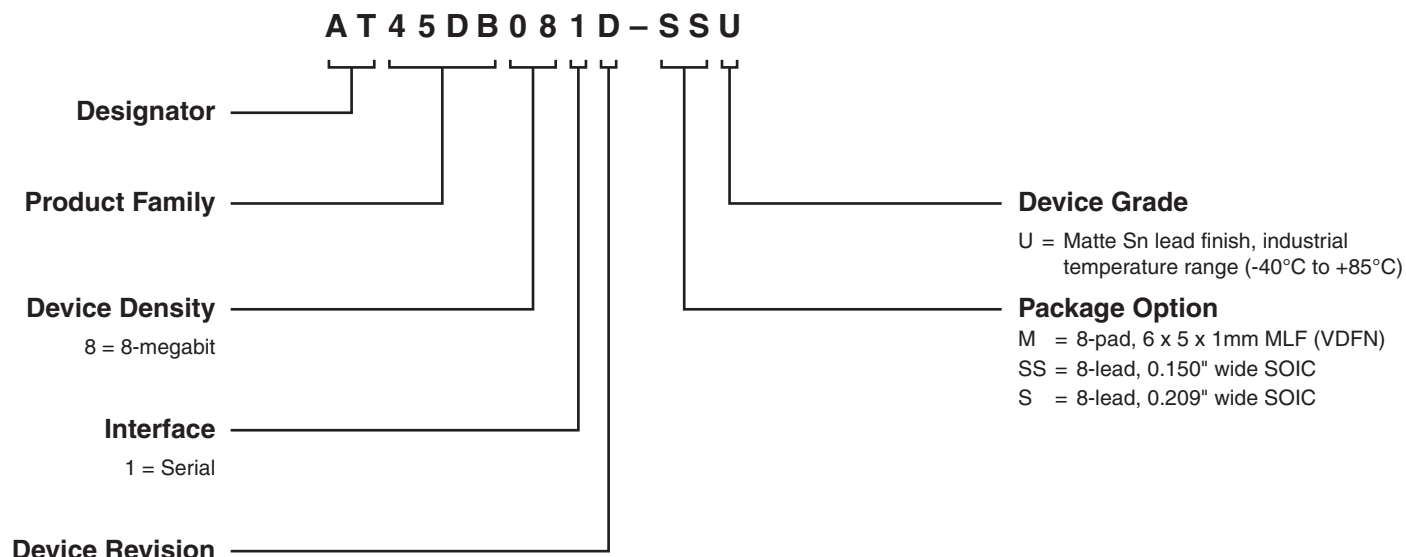 AT45DB081D–SSU
Designator
Product Family
Device Density
8 = 8-megabit
Interface
1 = Serial
Device Revision
Device Grade
U = Matte Sn lead finish, industrial
temperature range (-40°C to +85°C)
Package Option
M = 8-pad, 6 x 5 x 1mm MLF (VDFN)
SS = 8-lead, 0.150" wide SOIC
S = 8-lead, 0.209" wide SOIC